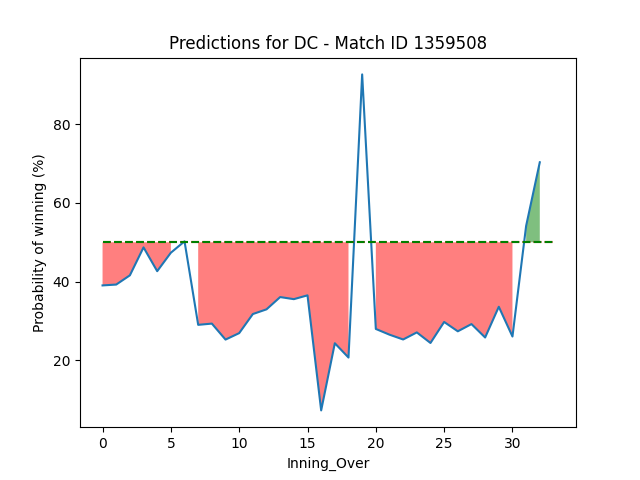 Predictions for DC - Match ID 1359508
Probability of winning (%)
80
60
40
20
0 5 10 15 20 25 30
Inning_Over